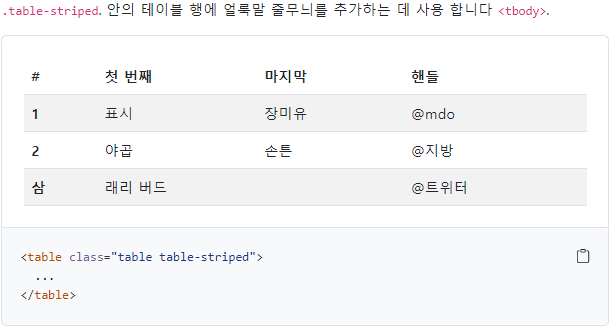 .table-striped. 안의 테이블 행에 얼룩말 줄무늬를 추가하는 데 사용 합니다 <tbody>.
# 첫 번째 마지막 핸들
1 표시 장미유 @mdo
2 야곱 손튼 @지방
삼 래리 버드 @트위터
<table class="table table-striped">
...
</table>